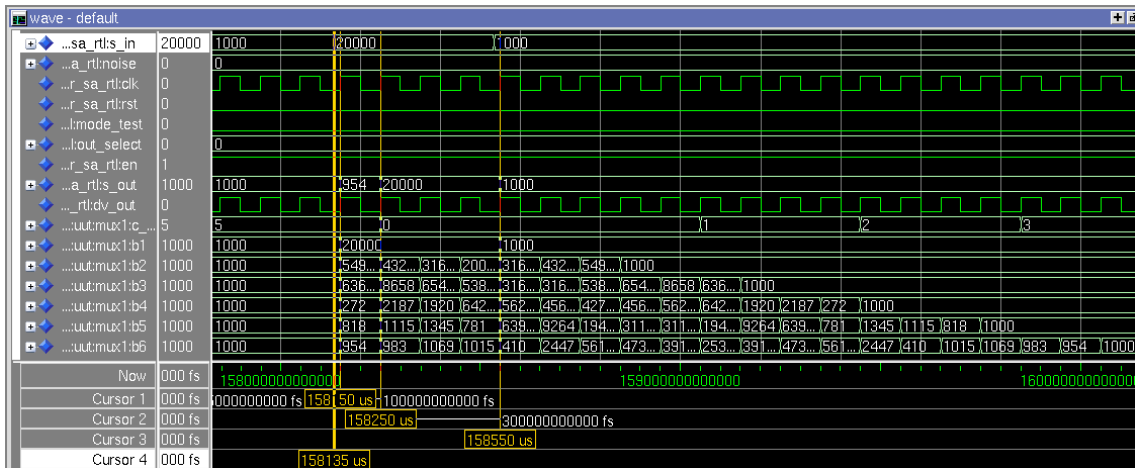 wave - default
...sa_rtl:s_in 20000 1000 20000 1000
...a_rtl:noise 0 0
...r_sa_rtl:clk 0
...r_sa_rtl:rst 0
...l:mode_test 0
...l:out_select 0 0
...r_sa_rtl:en 1
...a_rtl:s_out 1000 1000 954 20000 1000
..._rtl:dv_out 0
...:uut:mux1:c_... 5 5 0 1 2 3
...:uut:mux1:b1 1000 1000 20000 1000
...:uut:mux1:b2 1000 1000 549... 432... 316... 200... 316... 432... 549... 1000
...:uut:mux1:b3 1000 1000 636... 8658 654... 538... 316... 316... 538... 654... 8658 636... 1000
...:uut:mux1:b4 1000 1000 272 2187 1920 642... 562... 456... 427... 456... 562... 642... 1920 2187 272 1000
...:uut:mux1:b5 1000 1000 818 1115 1345 781 639... 9264 194... 311... 311... 194... 9264 639... 781 1345 1115 818 1000
...:uut:mux1:b6 1000 1000 954 983 1069 1015 410 2447 561... 473... 391... 253... 391... 473... 561... 2447 410 1015 1069 983 954 1000
Now 000 fs 158000000000000 159000000000000 160000000000000
Cursor 1 000 fs 5000000000 fs 158150 us 100000000000 fs
Cursor 2 000 fs 158250 us 300000000000 fs
Cursor 3 000 fs 158550 us
Cursor 4 000 fs 158135 us